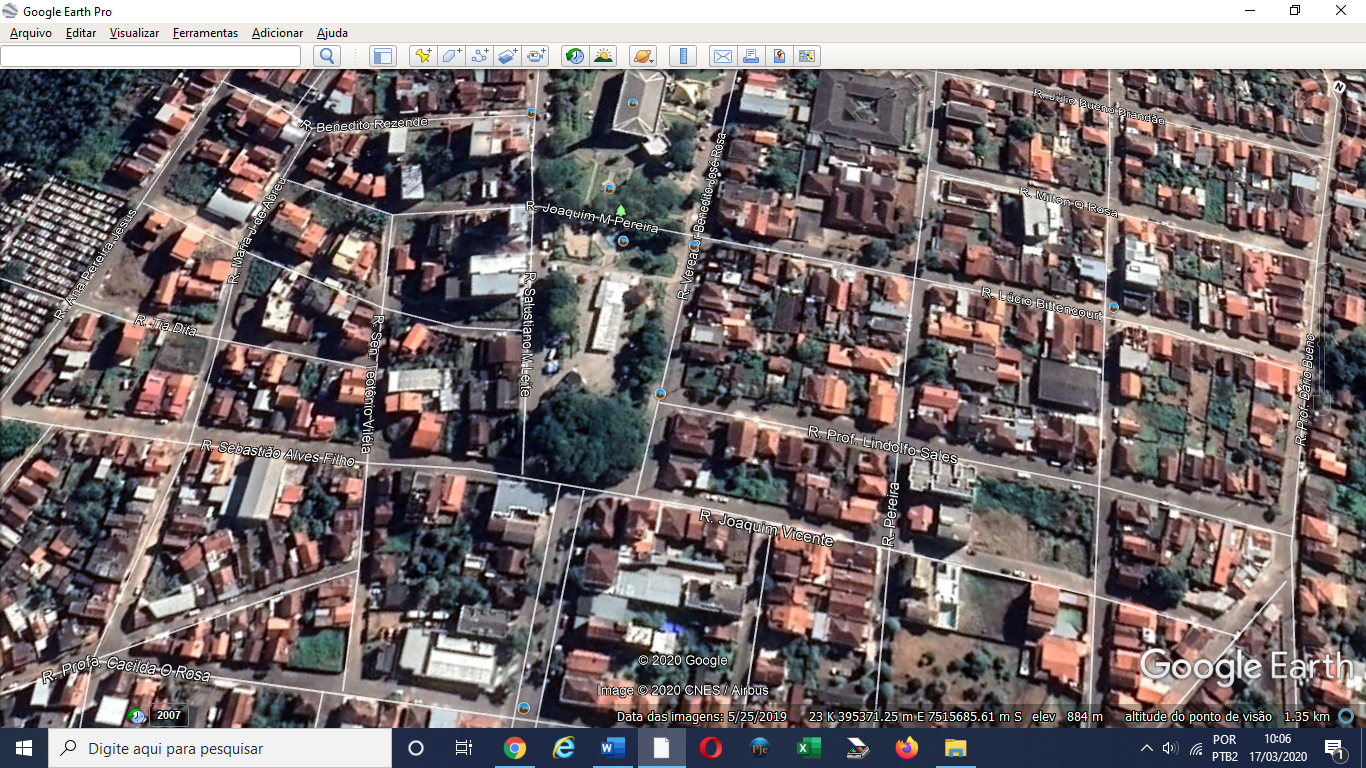 Google Earth Pro
Arquivo Editar Visualizar Ferramentas Adicionar Ajuda
N
R. Júlio Bueno Brandão
R. Benedito Rezende
R. Vereador Benedito José Rosa
R. Maria J de Abreu
R. Milton O Rosa
R. Joaquim M Pereira
R. Ana Pereira Jesus
R. Salustiano M Leite
R. Lúcio Bittencourt
R. Tia Dita
R. Sen. Teotônio Viléla
R. Prof. Dário Bueno
R. Sebastião Alves Filho
R. Prof. Lindolfo Sales
R. Pereira
R. Joaquim Vicente
R. Profa. Cacilda O Rosa
© 2020 Google
Google Earth
Image © 2020 CNES / Airbus
2007
Data das imagens: 5/25/2019 23 K 395371.25 m E 7515685.61 m S elev 884 m altitude do ponto de visão 1.35 km
Digite aqui para pesquisar
POR 10:06
PTB2 17/03/2020
1